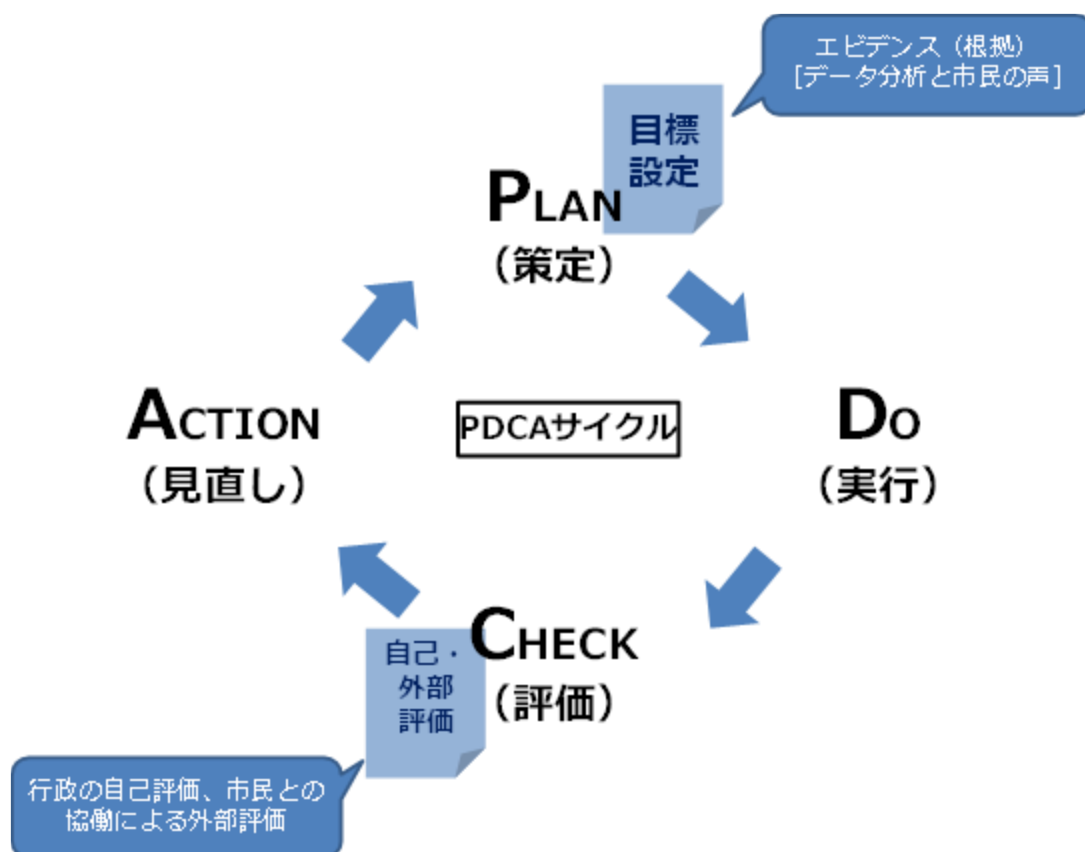 エビデンス（根拠）
[データ分析と市民の声]
目標
設定
PLAN
（策定）
ACTION
（見直し）
PDCAサイクル
DO
（実行）
CHECK
（評価）
自己・
外部
評価
行政の自己評価、市民との
協働による外部評価